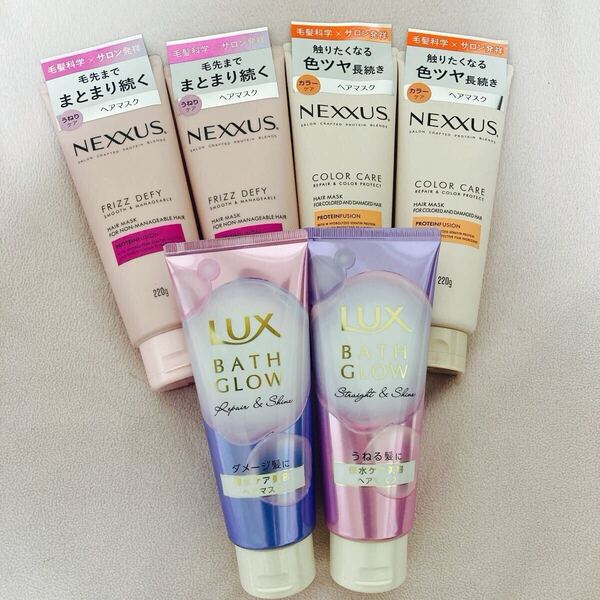 毛髪科学×サロン発祥
毛先まで
まとまり続く
うねり
ケア
ヘアマスク
NEXXUS
SALON CRAFTED PROTEIN BLENDS
FRIZZ DEFY
SMOOTH & MANAGEABLE
HAIR MASK
FOR NON-MANAGEABLE HAIR
PROTEINFUSION
220g
毛髪科学×サロン発祥
毛先まで
まとまり続く
うねり
ケア
ヘアマスク
NEXXUS
SALON CRAFTED PROTEIN BLENDS
FRIZZ DEFY
SMOOTH & MANAGEABLE
HAIR MASK
FOR NON-MANAGEABLE HAIR
PROTEINFUSION
毛髪科学×サロン発祥
触りたくなる
色ツヤ長続き
カラー
ケア
ヘアマスク
NEXXUS
SALON CRAFTED PROTEIN BLENDS
COLOR CARE
REPAIR & COLOR PROTECT
HAIR MASK
FOR COLORED AND DAMAGED HAIR
PROTEINFUSION
毛髪科学×サロン発祥
触りたくなる
色ツヤ長続き
カラー
ケア
ヘアマスク
NEXXUS
SALON CRAFTED PROTEIN BLENDS
COLOR CARE
REPAIR & COLOR PROTECT
HAIR MASK
FOR COLORED AND DAMAGED HAIR
PROTEINFUSION
220g
LUX
BATH
GLOW
Repair & Shine
ダメージ髪に
水ケア
ヘアマスク
LUX
BATH
GLOW
Straight & Shine
うねる髪に
水ケア
ヘアマスク